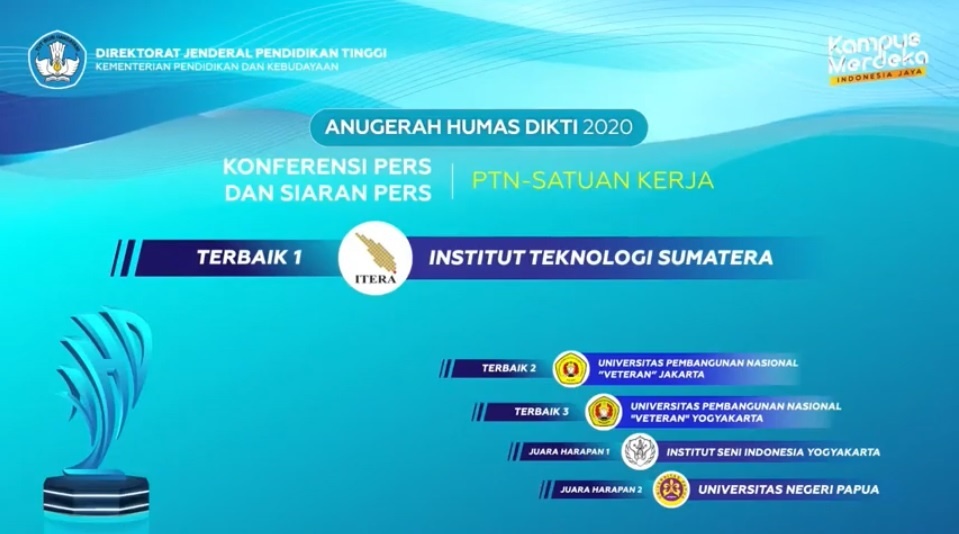 DIREKTORAT JENDERAL PENDIDIKAN TINGGI
KEMENTERIAN PENDIDIKAN DAN KEBUDAYAAN
Kampus
Merdeka
INDONESIA JAYA
ANUGERAH HUMAS DIKTI 2020
KONFERENSI PERS
DAN SIARAN PERS
PTN-SATUAN KERJA
TERBAIK 1
ITERA
INSTITUT TEKNOLOGI SUMATERA
TERBAIK 2
UNIVERSITAS PEMBANGUNAN NASIONAL
"VETERAN" JAKARTA
TERBAIK 3
UNIVERSITAS PEMBANGUNAN NASIONAL
"VETERAN" YOGYAKARTA
JUARA HARAPAN 1
INSTITUT SENI INDONESIA YOGYAKARTA
JUARA HARAPAN 2
UNIVERSITAS NEGERI PAPUA